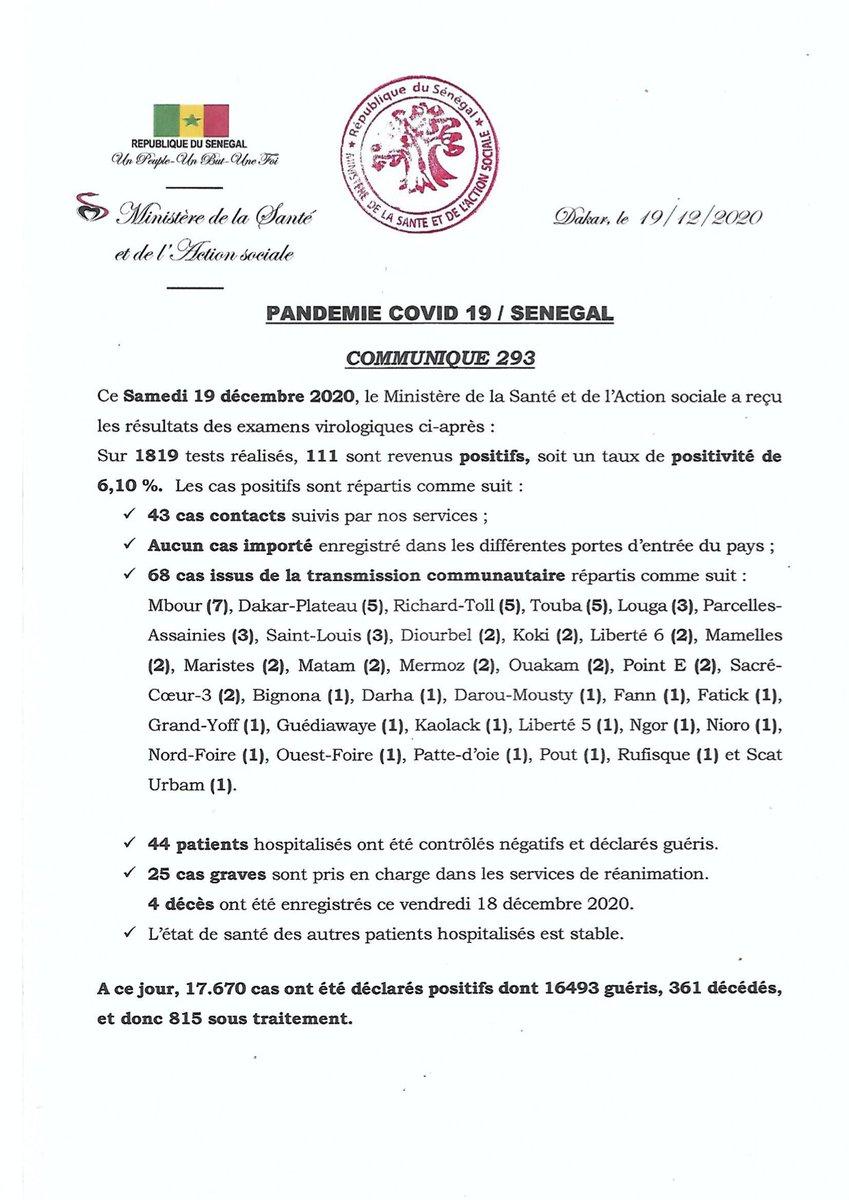 REPUBLIQUE DU SENEGAL
Un Peuple-Un But-Une Foi
Ministère de la Santé
et de l'Action sociale
★ République du Sénégal ★
MINISTÈRE DE LA SANTE ET DE L'ACTION SOCIALE
Dakar, le 19/12/2020
PANDEMIE COVID 19 / SENEGAL
COMMUNIQUE 293
Ce Samedi 19 décembre 2020, le Ministère de la Santé et de l'Action sociale a reçu
les résultats des examens virologiques ci-après :
Sur 1819 tests réalisés, 111 sont revenus positifs, soit un taux de positivité de
6,10 %. Les cas positifs sont répartis comme suit :
✓ 43 cas contacts suivis par nos services ;
✓ Aucun cas importé enregistré dans les différentes portes d'entrée du pays ;
✓ 68 cas issus de la transmission communautaire répartis comme suit :
Mbour (7), Dakar-Plateau (5), Richard-Toll (5), Touba (5), Louga (3), Parcelles-
Assainies (3), Saint-Louis (3), Diourbel (2), Koki (2), Liberté 6 (2), Mamelles
(2), Maristes (2), Matam (2), Mermoz (2), Ouakam (2), Point E (2), Sacré-
Cœur-3 (2), Bignona (1), Darha (1), Darou-Mousty (1), Fann (1), Fatick (1),
Grand-Yoff (1), Guédiawaye (1), Kaolack (1), Liberté 5 (1), Ngor (1), Nioro (1),
Nord-Foire (1), Ouest-Foire (1), Patte-d'oie (1), Pout (1), Rufisque (1) et Scat
Urbam (1).
✓ 44 patients hospitalisés ont été contrôlés négatifs et déclarés guéris.
✓ 25 cas graves sont pris en charge dans les services de réanimation.
4 décès ont été enregistrés ce vendredi 18 décembre 2020.
✓ L'état de santé des autres patients hospitalisés est stable.
A ce jour, 17.670 cas ont été déclarés positifs dont 16493 guéris, 361 décédés,
et donc 815 sous traitement.